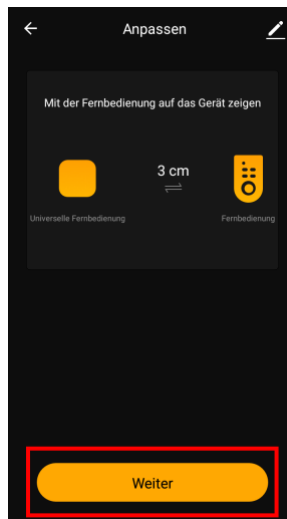 Anpassen
Mit der Fernbedienung auf das Gerät zeigen
3 cm
Universelle Fernbedienung
Fernbedienung
Weiter